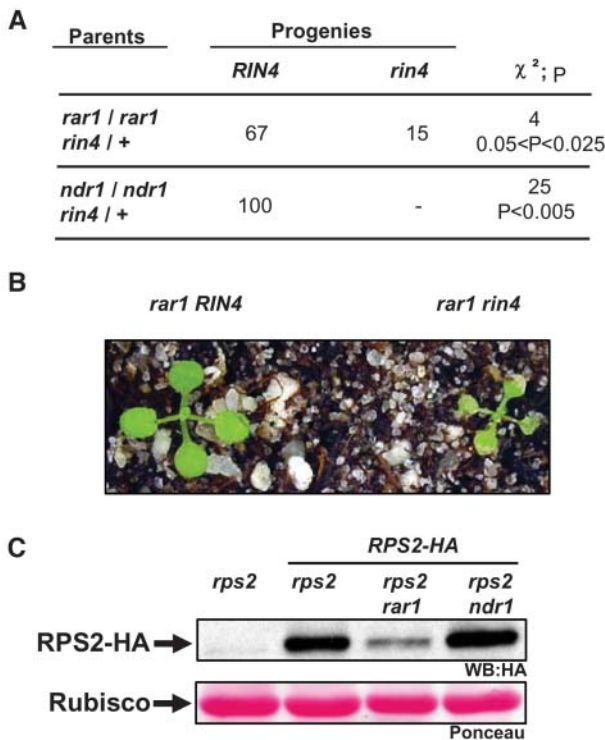 A
Parents Progenies
RIN4 rin4 χ ²; P
rar1 / rar1
rin4 / + 67 15 4
0.05<P<0.025
ndr1 / ndr1
rin4 / + 100 - 25
P<0.005
B
rar1 RIN4 rar1 rin4
C
RPS2-HA
rps2 rps2 rps2 rps2
rar1 ndr1
RPS2-HA
WB:HA
Rubisco
Ponceau